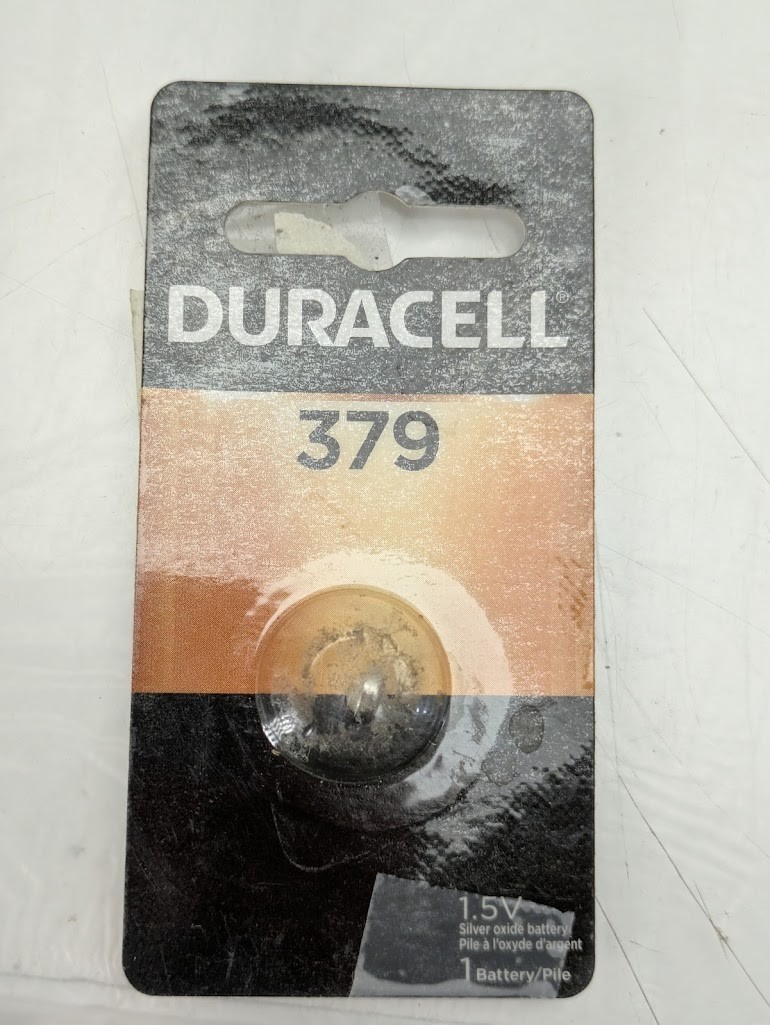 DURACELL®
379
1.5V
Silver oxide battery
Pile à l'oxyde d'argent
1 Battery/Pile